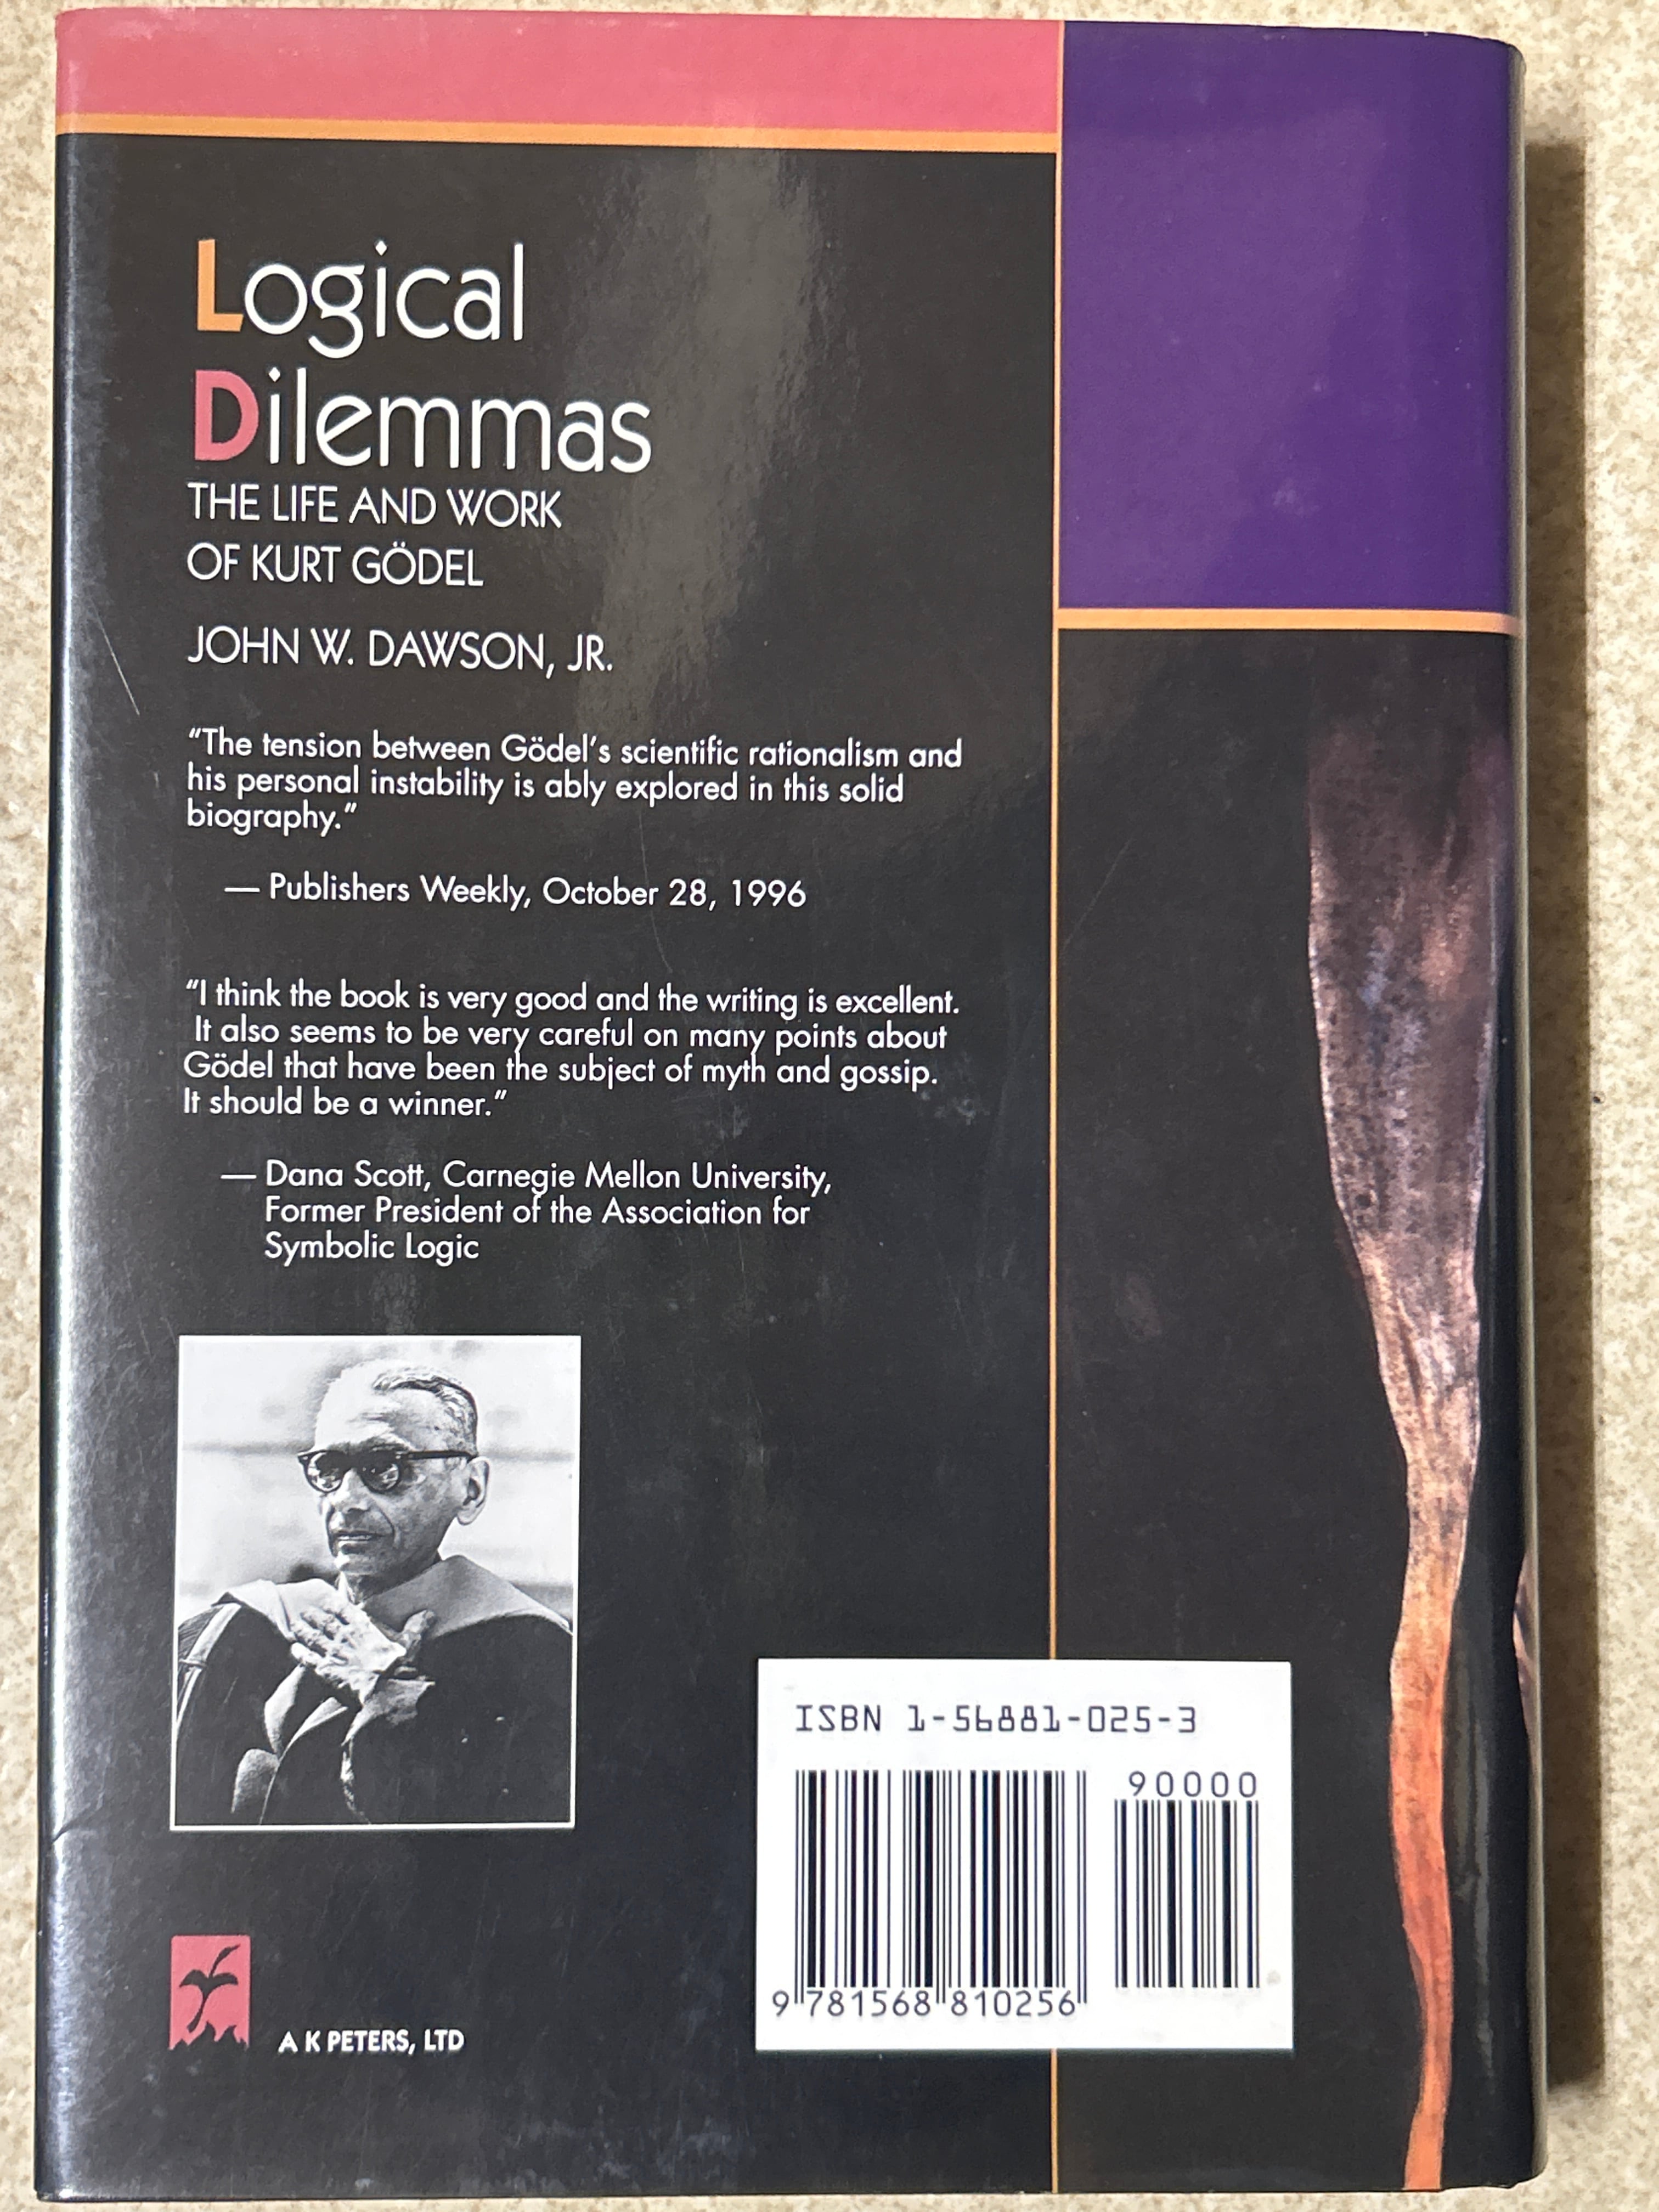 Logical
Dilemmas
THE LIFE AND WORK
OF KURT GÖDEL
JOHN W. DAWSON, JR.
“The tension between Gödel’s scientific rationalism and
his personal instability is ably explored in this solid
biography.”
— Publishers Weekly, October 28, 1996
“I think the book is very good and the writing is excellent.
It also seems to be very careful on many points about
Gödel that have been the subject of myth and gossip.
It should be a winner.”
— Dana Scott, Carnegie Mellon University,
Former President of the Association for
Symbolic Logic
ISBN 1-56881-025-3
90000
9 781568 810256
A K PETERS, LTD